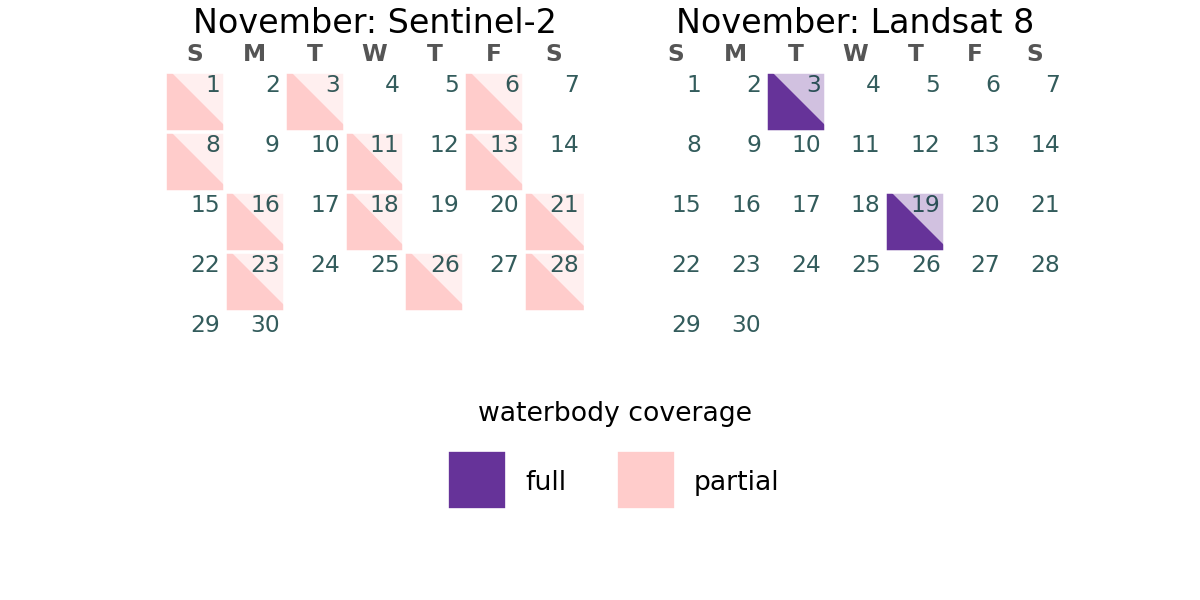 November: Sentinel-2
S M T W T F S
1 2 3 4 5 6 7
8 9 10 11 12 13 14
15 16 17 18 19 20 21
22 23 24 25 26 27 28
29 30
November: Landsat 8
S M T W T F S
1 2 3 4 5 6 7
8 9 10 11 12 13 14
15 16 17 18 19 20 21
22 23 24 25 26 27 28
29 30
waterbody coverage
full
partial